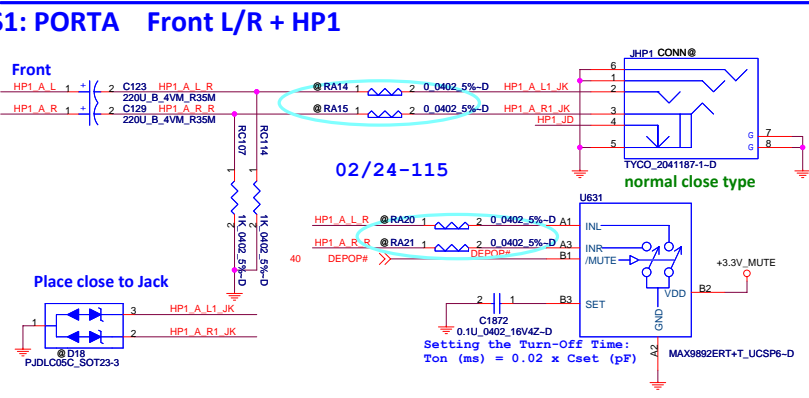 S1: PORTA Front L/R + HP1
Front
HP1_A_L 1 + 2 C123 HP1_A_L_R
220U_B_4VM_R35M
HP1_A_R 1 + 2 C129 HP1_A_R_R
220U_B_4VM_R35M
@ RA14 1 2 0_0402_5%~D HP1_A_L1_JK
@ RA15 1 2 0_0402_5%~D HP1_A_R1_JK
HP1_JD
JHP1 CONN@
6
1
2
3
4
5
G 7
G 8
TYCO_2041187-1~D
normal close type
RC107
RC114
1
1
2
2
1K_0402_5%~D
1K_0402_5%~D
02/24-115
HP1_A_L_R @ RA20 1 2 0_0402_5%~D A1
HP1_A_R_R @ RA21 1 2 0_0402_5%~D A3
40 DEPOP# DEPOP# B1
U631
INL
INR
/MUTE
SET
VDD
GND
B2
+3.3V_MUTE
2 1 B3
C1872
0.1U_0402_16V4Z~D
A2
MAX9892ERT+T_UCSP6~D
Setting the Turn-Off Time:
Ton (ms) = 0.02 x Cset (pF)
Place close to Jack
1
3 HP1_A_L1_JK
2 HP1_A_R1_JK
@ D18
PJDLC05C_SOT23-3